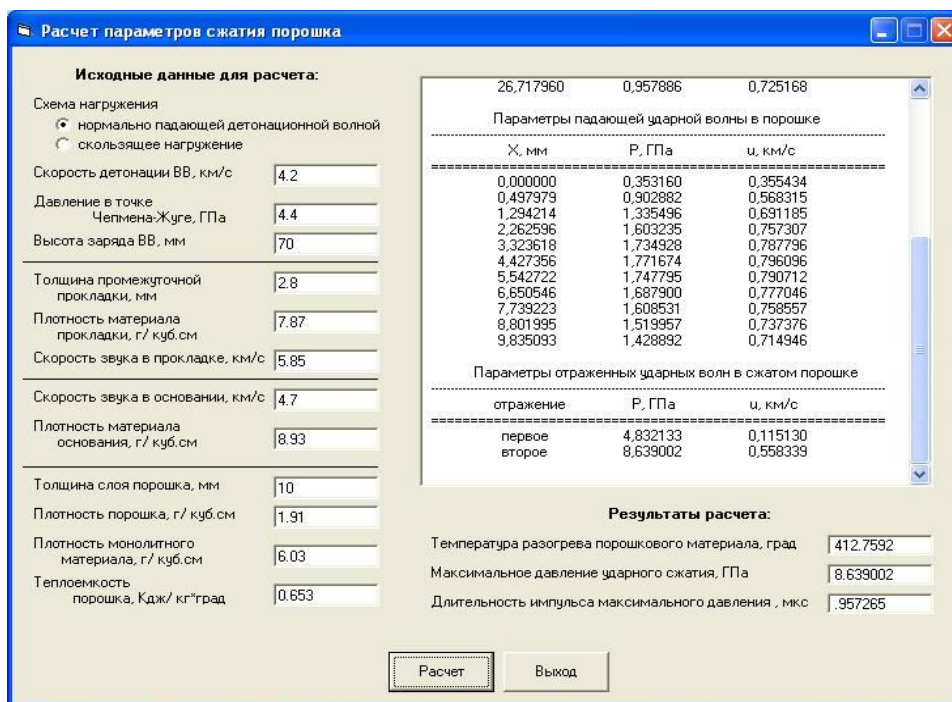 Расчет параметров сжатия порошка
Исходные данные для расчета:
Схема нагружения
нормально падающей детонационной волной
скользящее нагружение
Скорость детонации ВВ, км/с 4.2
Давление в точке
Чепмена-Жуге, ГПа 4.4
Высота заряда ВВ, мм 70
Толщина промежуточной
прокладки, мм 2.8
Плотность материала
прокладки, г/ куб.см 7.87
Скорость звука в прокладке, км/с 5.85
Скорость звука в основании, км/с 4.7
Плотность материала
основания, г/ куб.см 8.93
Толщина слоя порошка, мм 10
Плотность порошка, г/ куб.см 1.91
Плотность монолитного
материала, г/ куб.см 6.03
Теплоемкость
порошка, Кдж/ кг*град 0.653
26,717960 0,957886 0,725168
Параметры падающей ударной волны в порошке
X, мм P, ГПа u, км/с
0,000000 0,353160 0,355434
0,497979 0,902882 0,568315
1,294214 1,335496 0,691185
2,262596 1,603235 0,757307
3,323618 1,734928 0,787796
4,427356 1,771674 0,796096
5,542722 1,747795 0,790712
6,650546 1,687900 0,777046
7,739223 1,608531 0,758557
8,801995 1,519957 0,737376
9,835093 1,428892 0,714946
Параметры отраженных ударных волн в сжатом порошке
отражение P, ГПа u, км/с
первое 4,832133 0,115130
второе 8,639002 0,558339
Результаты расчета:
Температура разогрева порошкового материала, град 412.7592
Максимальное давление ударного сжатия, ГПа 8.639002
Длительность импульса максимального давления , мкс .957265
Расчет Выход